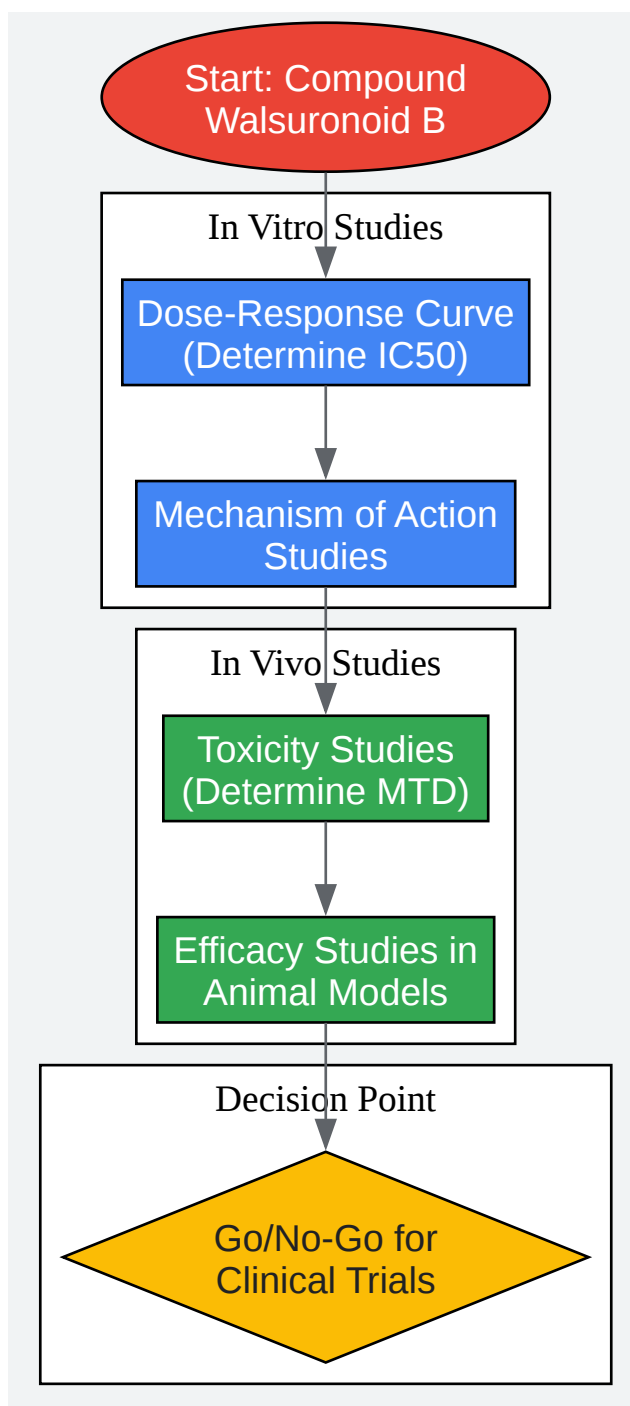 Start: Compound
Walsuronoid B
In Vitro Studies
Dose-Response Curve
(Determine IC50)
Mechanism of Action
Studies
In Vivo Studies
Toxicity Studies
(Determine MTD)
Efficacy Studies in
Animal Models
Decision Point
Go/No-Go for
Clinical Trials